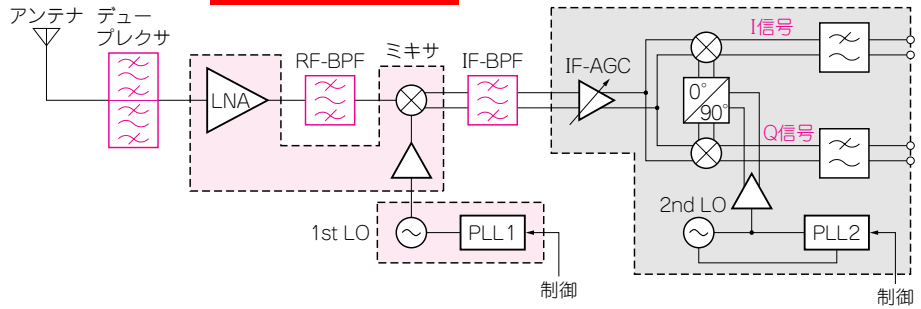 アンテナ
デュー
プレクサ
LNA
RF-BPF
ミキサ
IF-BPF
IF-AGC
I信号
0°
90°
Q信号
1st LO
PLL1
制御
2nd LO
PLL2
制御